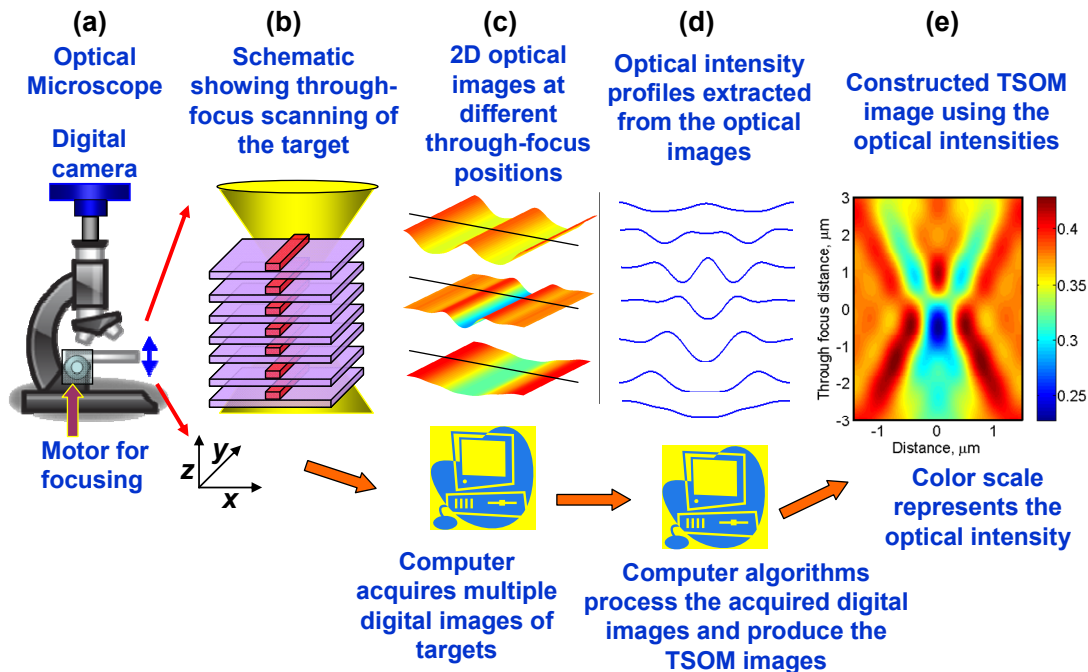 (a)
Optical
Microscope
Digital
camera
Motor for
focusing
(b)
Schematic
showing through-
focus scanning of
the target
z
y
x
(c)
2D optical
images at
different
through-focus
positions
Computer
acquires multiple
digital images of
targets
(d)
Optical intensity
profiles extracted
from the optical
images
Computer algorithms
process the acquired digital
images and produce the
TSOM images
(e)
Constructed TSOM
image using the
optical intensities
Through focus distance, μm
3
2
1
0
-1
-2
-3
-1
0
1
Distance, μm
0.4
0.35
0.3
0.25
Color scale
represents the
optical intensity